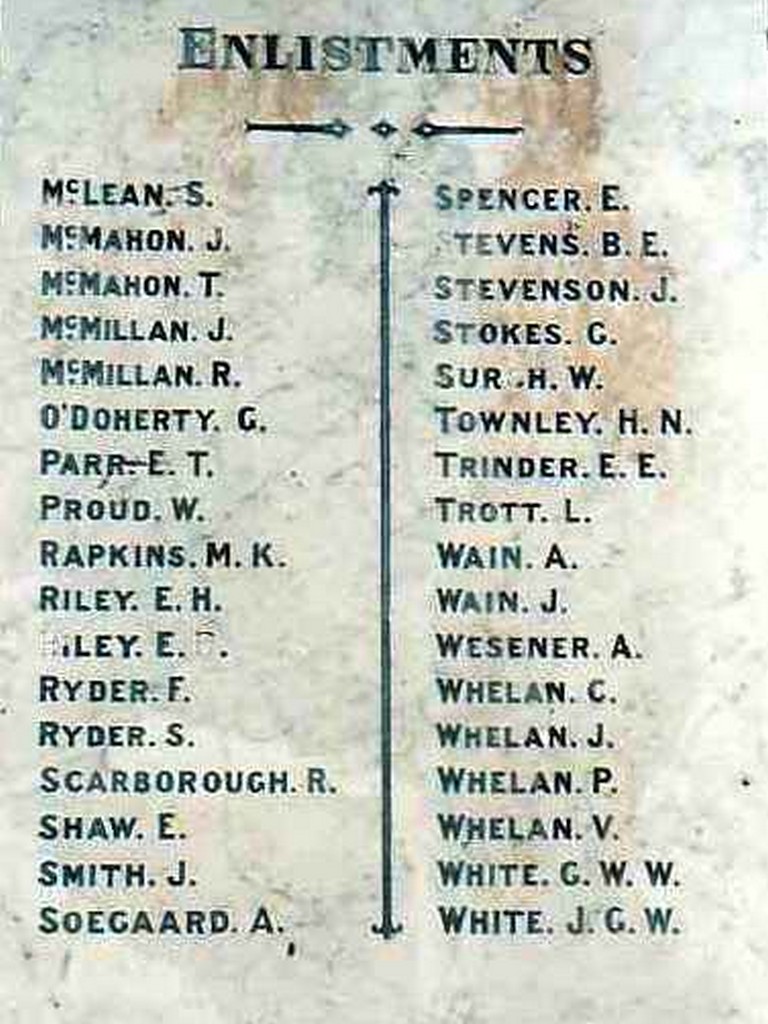 ENLISTMENTS
McLEAN. S.
McMAHON. J.
McMAHON. T.
McMILLAN. J.
McMILLAN. R.
O'DOHERTY. G.
PARR. E. T.
PROUD. W.
RAPKINS. M. K.
RILEY. E. H.
RILEY. E.
RYDER. F.
RYDER. S.
SCARBOROUGH. R.
SHAW. E.
SMITH. J.
SOEGAARD. A.
SPENCER. E.
STEVENS. B. E.
STEVENSON. J.
STOKES. G.
H. W.
TOWNLEY. H. N.
TRINDER. E. E.
TROTT. L.
WAIN. A.
WAIN. J.
WESENER. A.
WHELAN. C.
WHELAN. J.
WHELAN. P.
WHELAN. V.
WHITE. G. W. W.
WHITE. J. G. W.